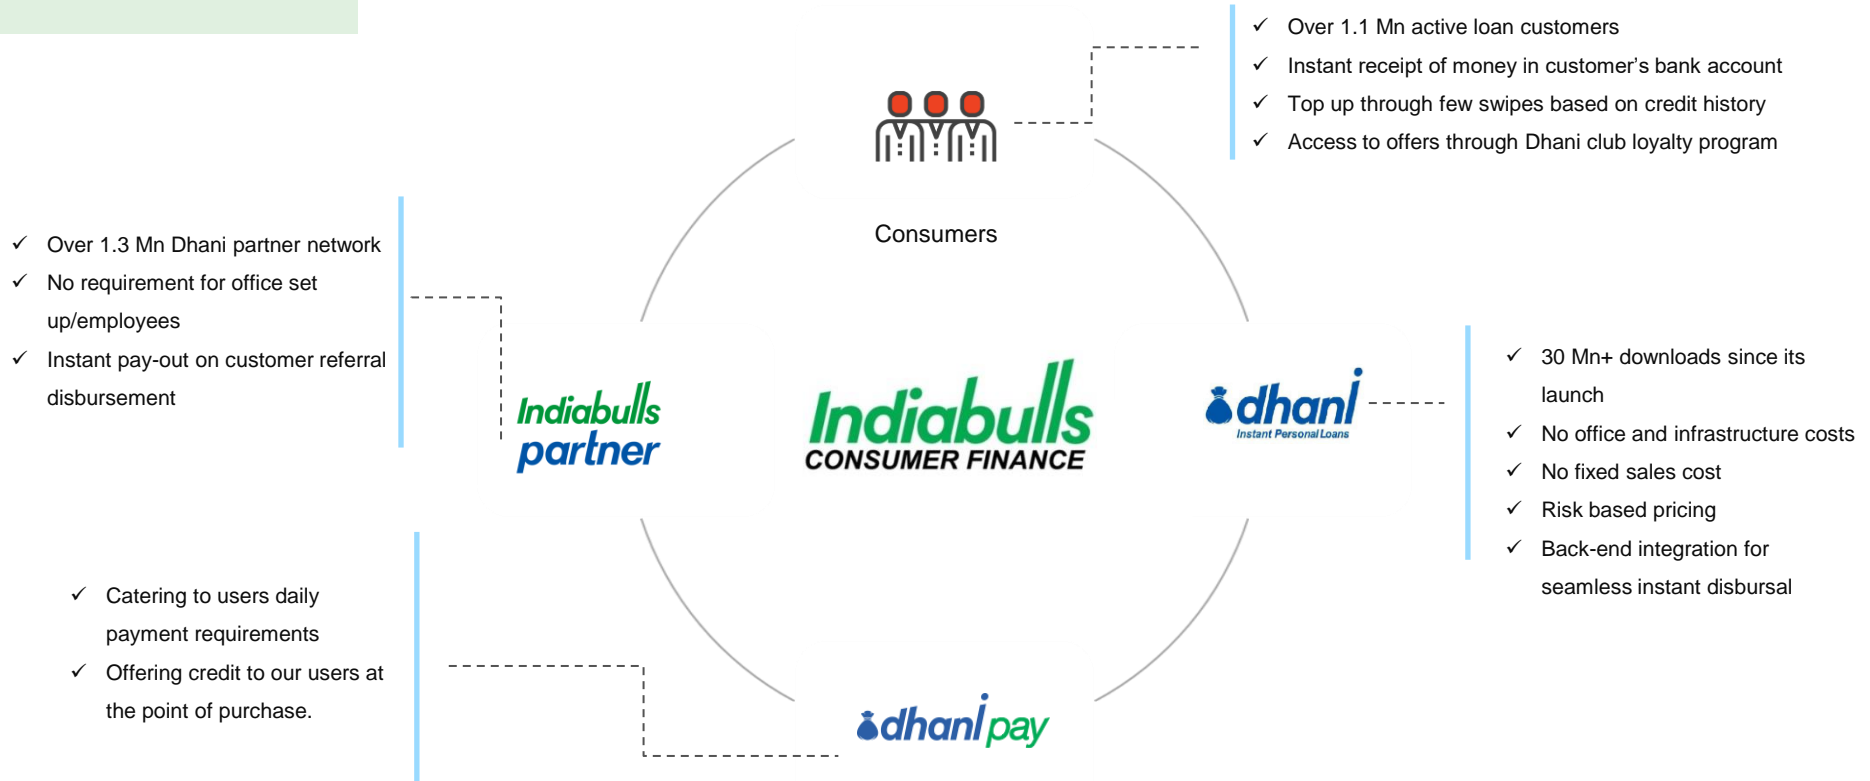 Over 1.1 Mn active loan customers
Instant receipt of money in customer's bank account
Top up through few swipes based on credit history
Access to offers through Dhani club loyalty program
Consumers
Over 1.3 Mn Dhani partner network
No requirement for office set
up/employees
Instant pay-out on customer referral
disbursement
Indiabulls
partner
Indiabulls
CONSUMER FINANCE
dhani
Instant Personal Loans
30 Mn+ downloads since its
launch
No office and infrastructure costs
No fixed sales cost
Risk based pricing
Back-end integration for
seamless instant disbursal
Catering to users daily
payment requirements
Offering credit to our users at
the point of purchase.
dhani pay